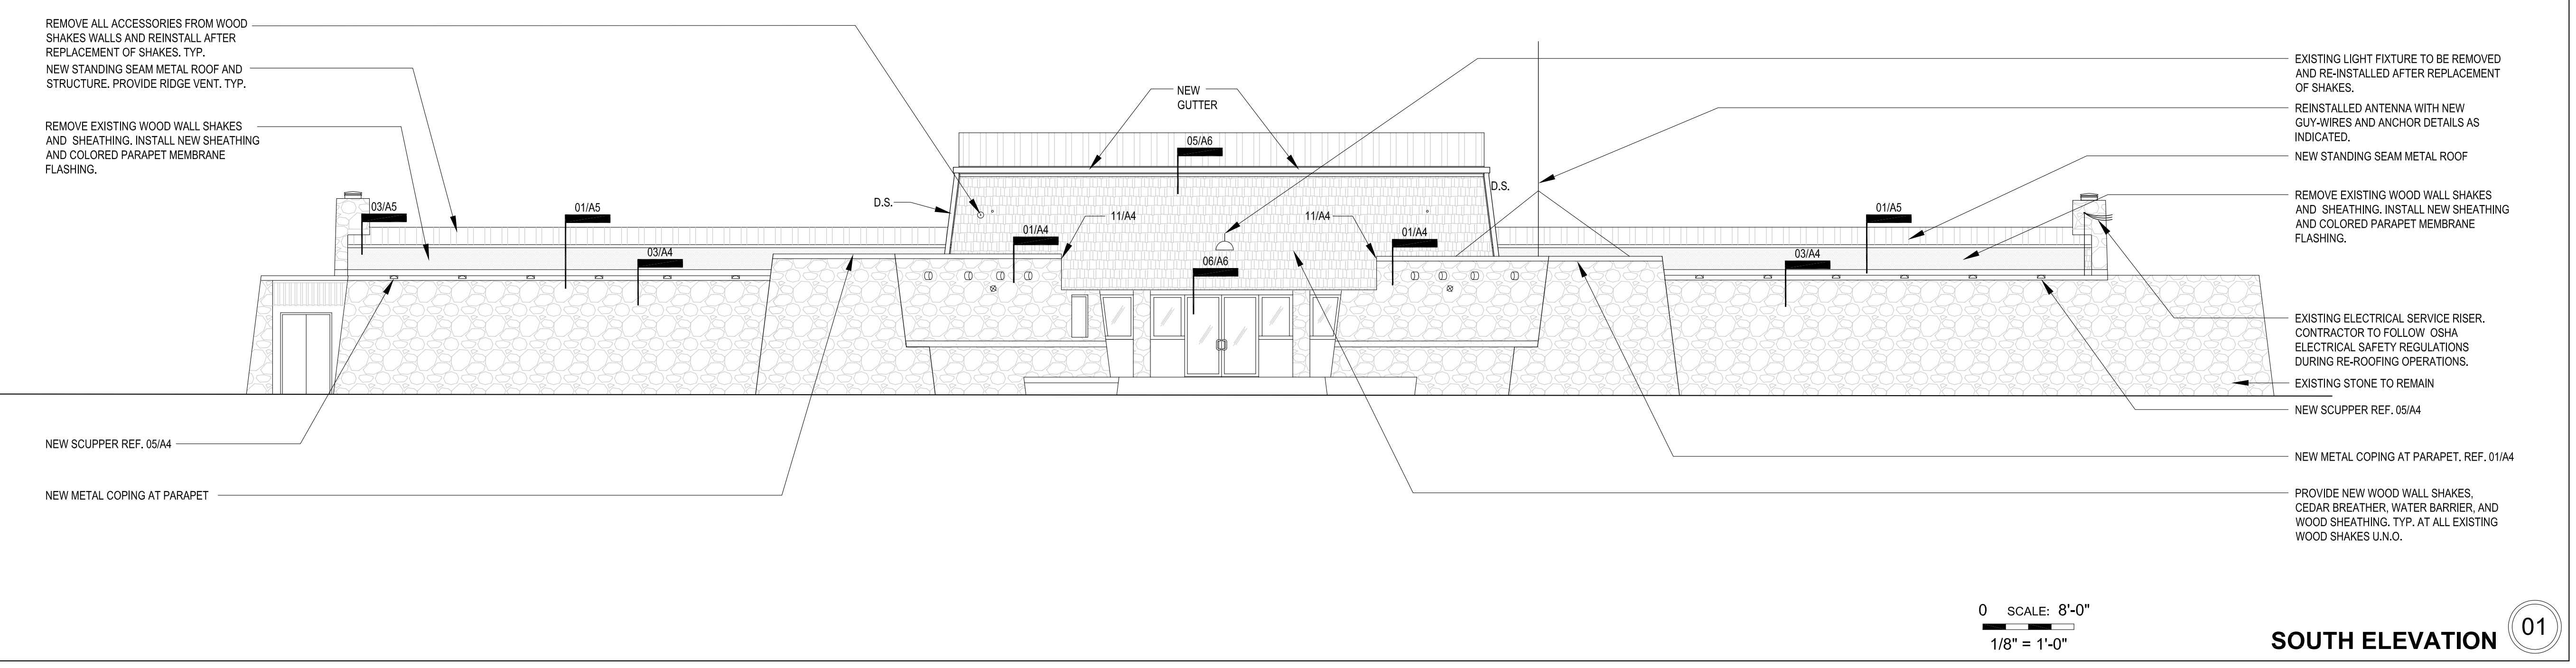 REMOVE ALL ACCESSORIES FROM WOOD
SHAKES WALLS AND REINSTALL AFTER
REPLACEMENT OF SHAKES. TYP.
NEW STANDING SEAM METAL ROOF AND
STRUCTURE. PROVIDE RIDGE VENT. TYP.
REMOVE EXISTING WOOD WALL SHAKES
AND SHEATHING. INSTALL NEW SHEATHING
AND COLORED PARAPET MEMBRANE
FLASHING.
NEW SCUPPER REF. 05/A4
NEW METAL COPING AT PARAPET
NEW
GUTTER
05/A6
D.S.
D.S.
03/A5
01/A5
03/A4
01/A4
11/A4
11/A4
01/A4
06/A6
01/A5
03/A4
EXISTING LIGHT FIXTURE TO BE REMOVED
AND RE-INSTALLED AFTER REPLACEMENT
OF SHAKES.
REINSTALLED ANTENNA WITH NEW
GUY-WIRES AND ANCHOR DETAILS AS
INDICATED.
NEW STANDING SEAM METAL ROOF
REMOVE EXISTING WOOD WALL SHAKES
AND SHEATHING. INSTALL NEW SHEATHING
AND COLORED PARAPET MEMBRANE
FLASHING.
EXISTING ELECTRICAL SERVICE RISER.
CONTRACTOR TO FOLLOW OSHA
ELECTRICAL SAFETY REGULATIONS
DURING RE-ROOFING OPERATIONS.
EXISTING STONE TO REMAIN
NEW SCUPPER REF. 05/A4
NEW METAL COPING AT PARAPET. REF. 01/A4
PROVIDE NEW WOOD WALL SHAKES,
CEDAR BREATHER, WATER BARRIER, AND
WOOD SHEATHING. TYP. AT ALL EXISTING
WOOD SHAKES U.N.O.
0 SCALE: 8'-0"
1/8" = 1'-0"
SOUTH ELEVATION 01